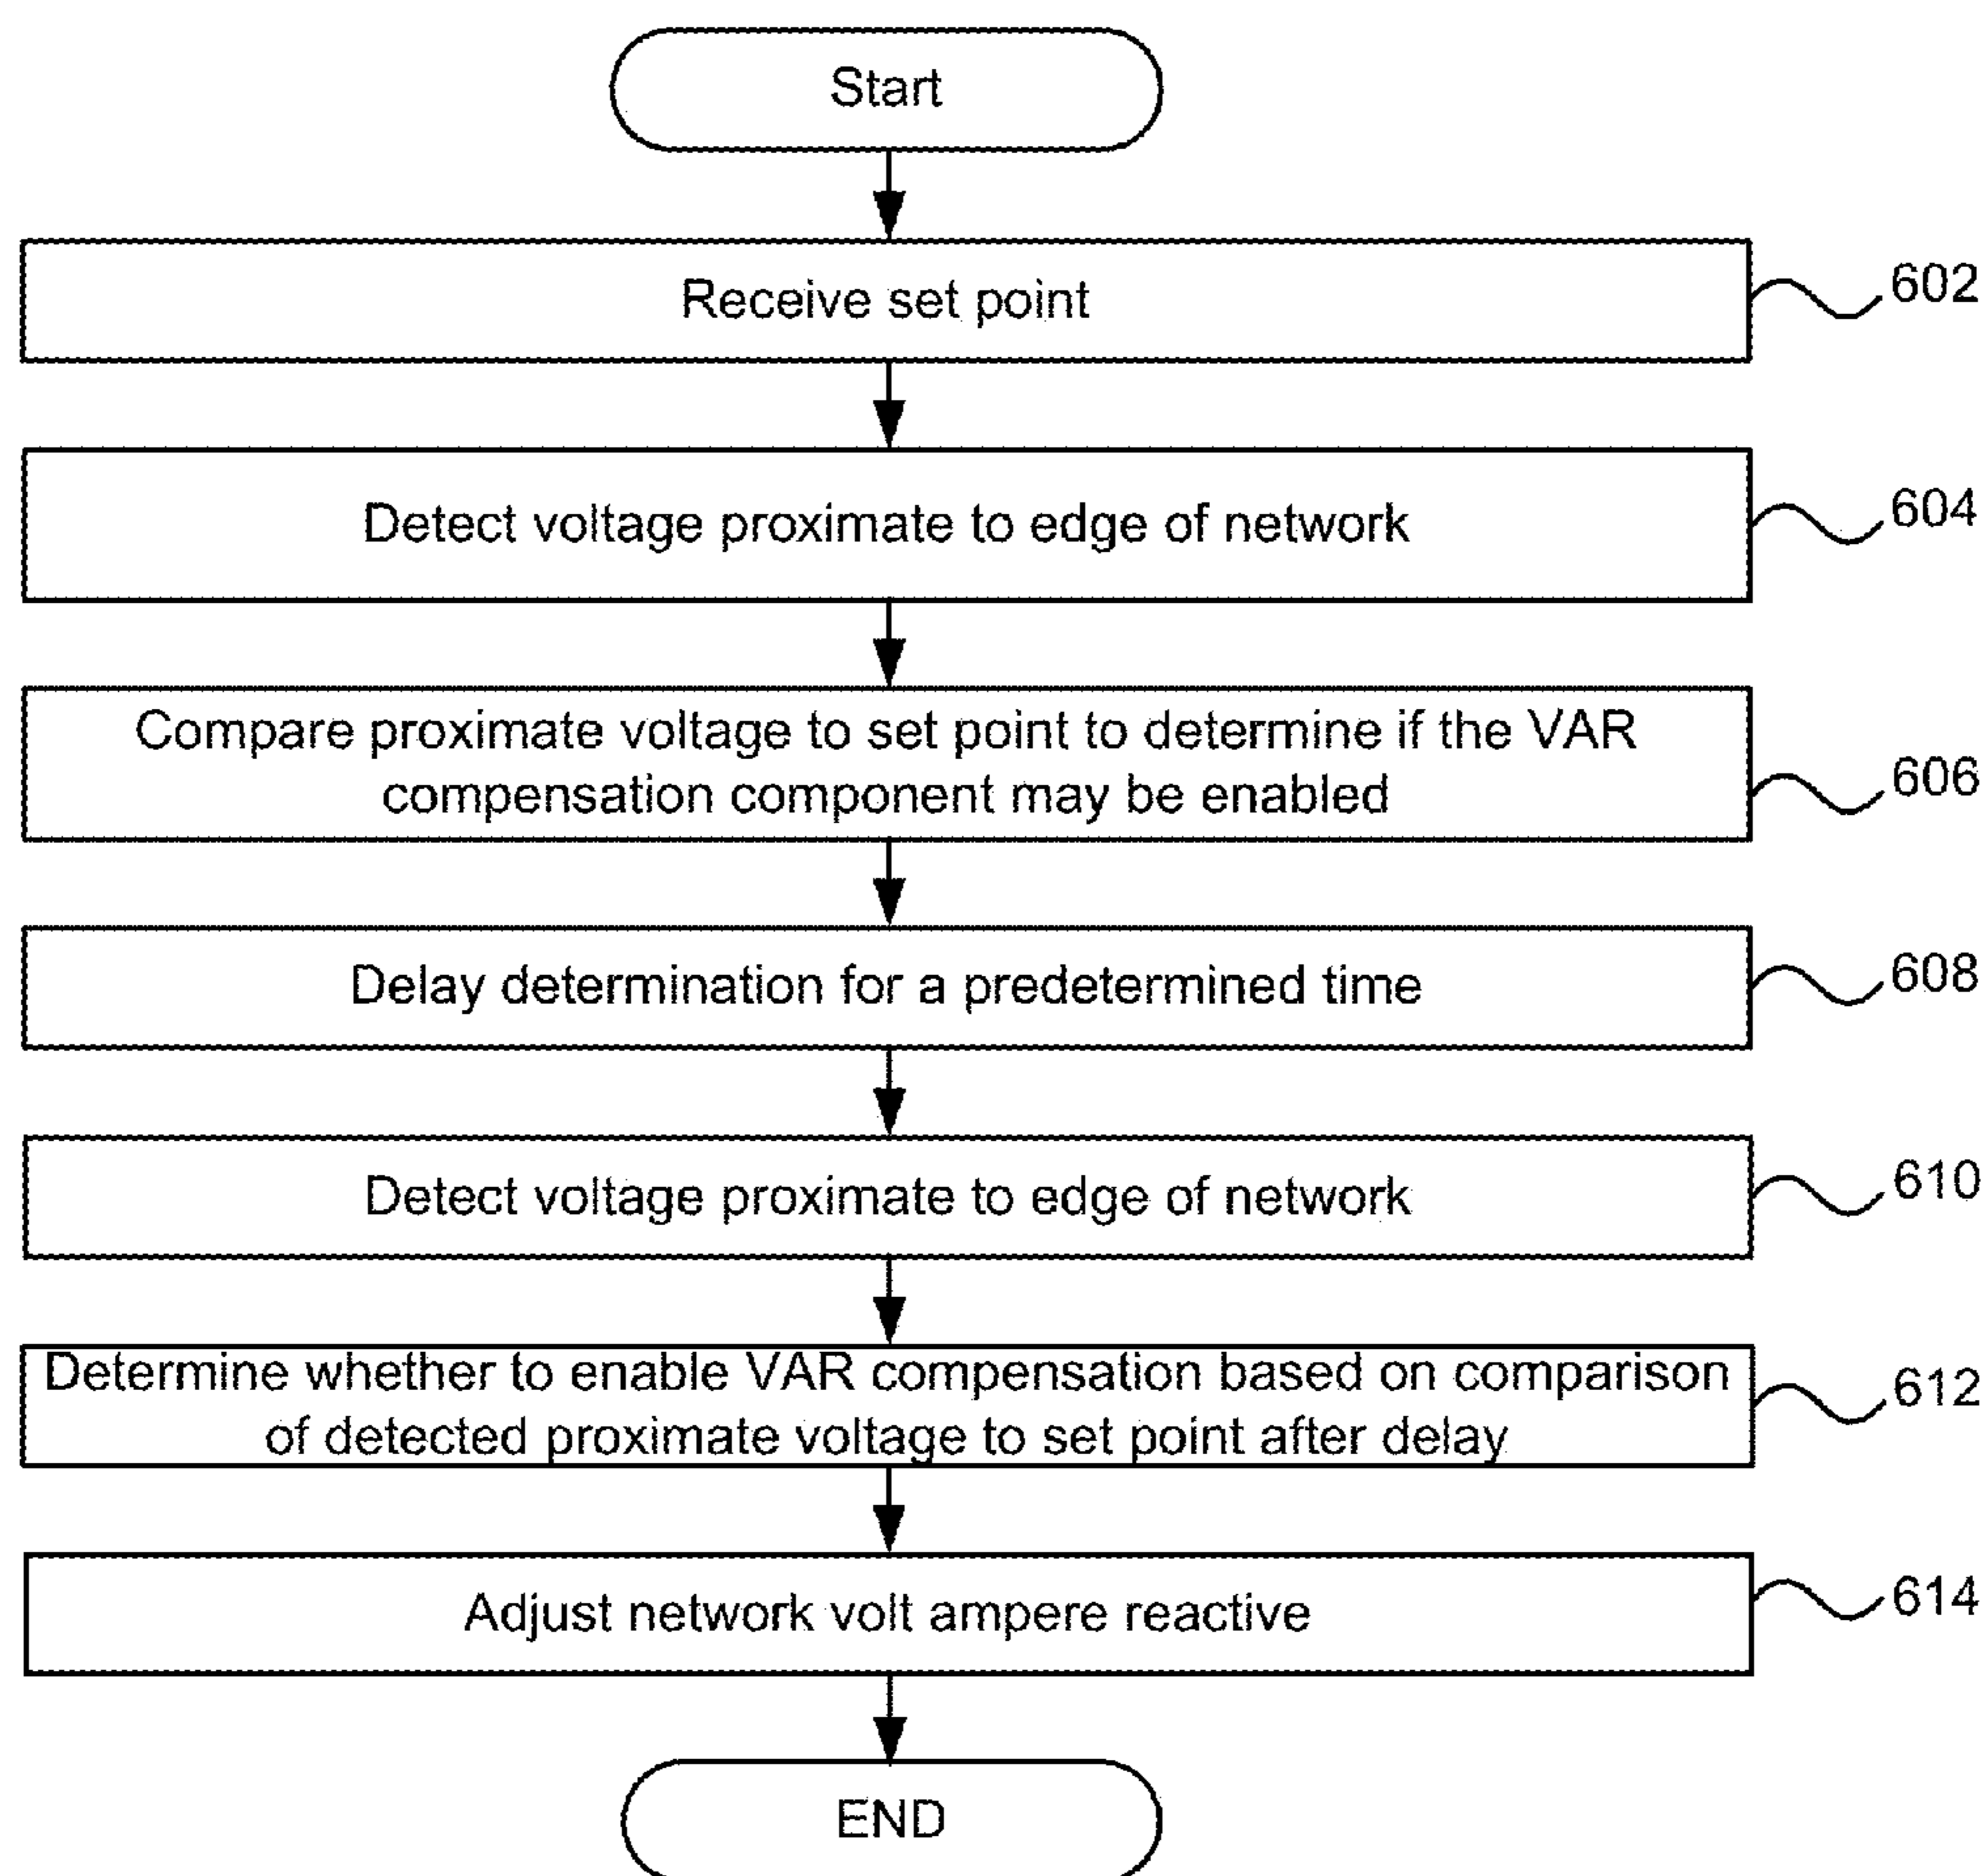 Start
Receive set point
602
Detect voltage proximate to edge of network
604
Compare proximate voltage to set point to determine if the VAR
compensation component may be enabled
606
Delay determination for a predetermined time
608
Detect voltage proximate to edge of network
610
Determine whether to enable VAR compensation based on comparison
of detected proximate voltage to set point after delay
612
Adjust network volt ampere reactive
614
END